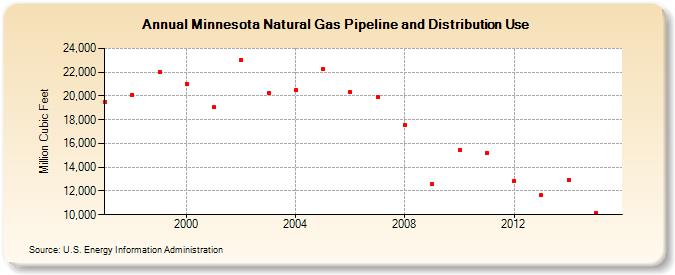 Annual Minnesota Natural Gas Pipeline and Distribution Use
Million Cubic Feet
24,000
22,000
20,000
18,000
16,000
14,000
12,000
10,000
2000 2004 2008 2012
Source: U.S. Energy Information Administration